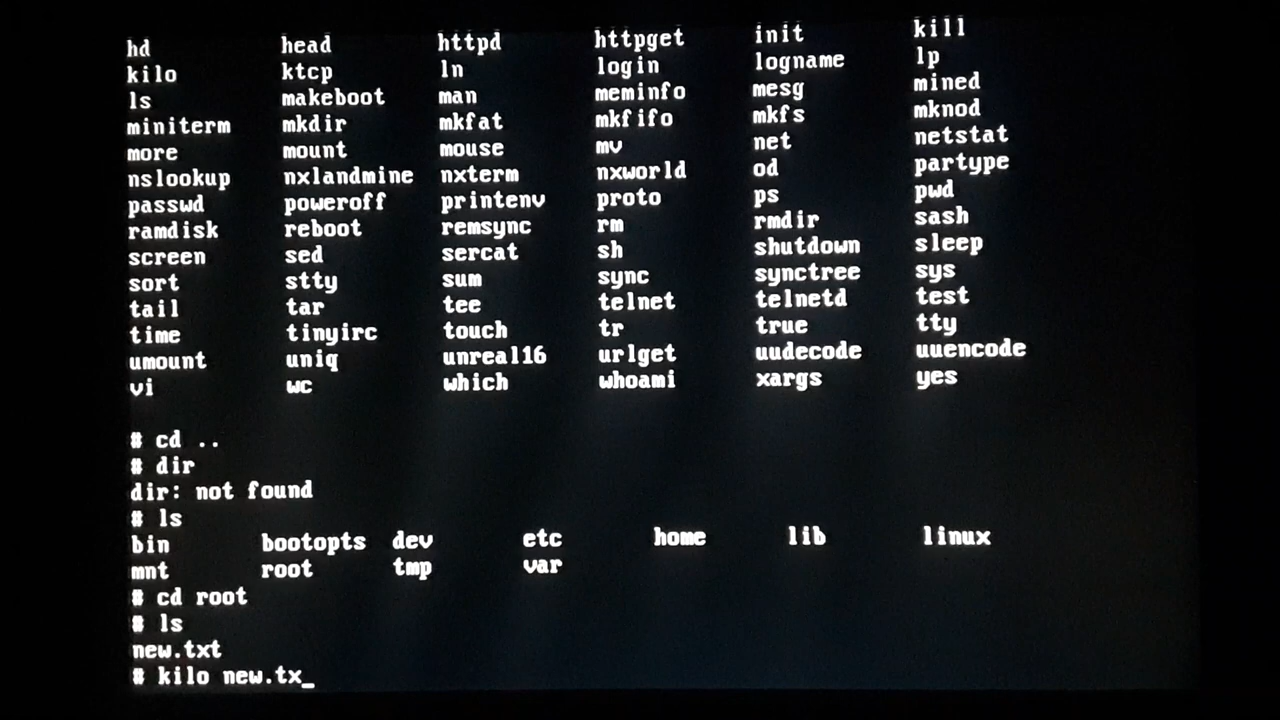 hd head httpd httpget init kill
kilo ktcp ln login logname lp
ls makeboot man meminfo mesg mined
miniterm mkdir mkfat mkfifo mkfs mknod
more mount mouse mv net netstat
nslookup nxlandmine nxterm nxworld od partype
passwd poweroff printenv proto ps pwd
ramdisk reboot remsync rm rmdir sash
screen sed sercat sh shutdown sleep
sort stty sum sync synctree sys
tail tar tee telnet telnetd test
time tinyirc touch tr true tty
umount uniq unreal16 urlget uudecode uuencode
vi wc which whoami xargs yes
# cd ..
# dir
dir: not found
# ls
bin bootopts dev etc home lib linux
mnt root tmp var
# cd root
# ls
new.txt
# kilo new.tx_